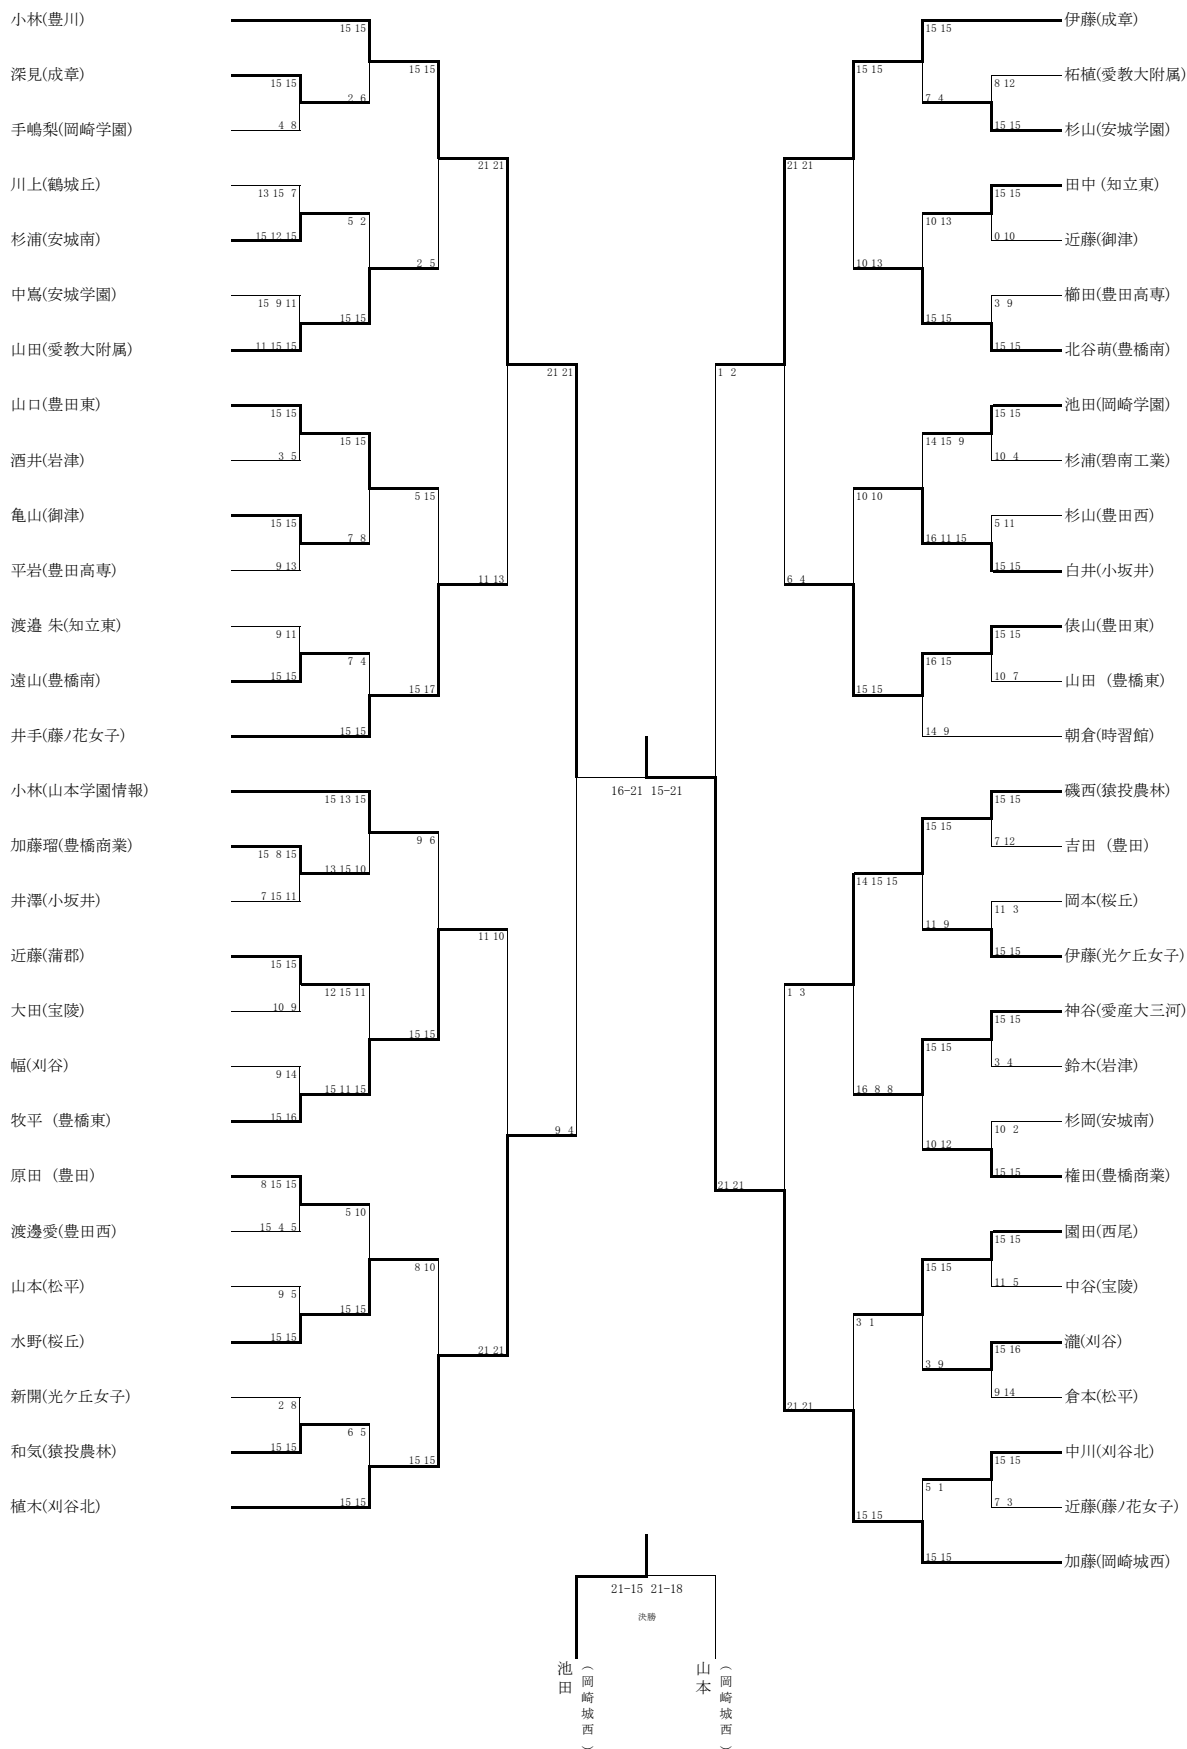 小林(豊川)
15 15
深見(成章)
15 15
15 15
2 6
手嶋梨(岡崎学園)
4 8
川上(鶴城丘)
13 15 7
21 21
5 2
杉浦(安城南)
15 12 15
2 5
中嶌(安城学園)
15 9 11
15 15
山田(愛教大附属)
11 15 15
21 21
山口(豊田東)
15 15
15 15
酒井(岩津)
3 5
5 15
亀山(御津)
15 15
7 8
平岩(豊田高専)
9 13
11 13
渡邉 朱(知立東)
9 11
7 4
遠山(豊橋南)
15 15
15 17
井手(藤ノ花女子)
15 15
小林(山本学園情報)
15 13 15
9 6
加藤瑠(豊橋商業)
15 8 15
13 15 10
井澤(小坂井)
7 15 11
11 10
近藤(蒲郡)
15 15
12 15 11
大田(宝陵)
10 9
15 15
幅(刈谷)
9 14
15 11 15
牧平 (豊橋東)
15 16
9 4
原田 (豊田)
8 15 15
5 10
渡邊愛(豊田西)
15 4 5
8 10
山本(松平)
9 5
15 15
水野(桜丘)
15 15
21 21
新開(光ケ丘女子)
2 8
6 5
和気(猿投農林)
15 15
15 15
植木(刈谷北)
15 15
16-21 15-21
伊藤(成章)
15 15
15 15
柘植(愛教大附属)
8 12
7 4
杉山(安城学園)
15 15
21 21
田中 (知立東)
15 15
10 13
近藤(御津)
0 10
10 13
櫛田(豊田高専)
3 9
15 15
北谷萌(豊橋南)
15 15
1 2
池田(岡崎学園)
15 15
14 15 9
杉浦(碧南工業)
10 4
10 10
杉山(豊田西)
5 11
16 11 15
白井(小坂井)
15 15
6 4
俵山(豊田東)
15 15
16 15
山田 (豊橋東)
10 7
15 15
朝倉(時習館)
14 9
磯西(猿投農林)
15 15
15 15
吉田 (豊田)
7 12
14 15 15
岡本(桜丘)
11 3
11 9
伊藤(光ケ丘女子)
15 15
1 3
神谷(愛産大三河)
15 15
15 15
鈴木(岩津)
3 4
16 8 8
杉岡(安城南)
10 2
10 12
権田(豊橋商業)
15 15
21 21
園田(西尾)
15 15
15 15
中谷(宝陵)
11 5
3 1
瀧(刈谷)
15 16
3 9
倉本(松平)
9 14
21 21
中川(刈谷北)
15 15
5 1
近藤(藤ノ花女子)
7 3
15 15
加藤(岡崎城西)
15 15
21-15 21-18
決勝
池田
(岡崎城西)
山本
(岡崎城西)